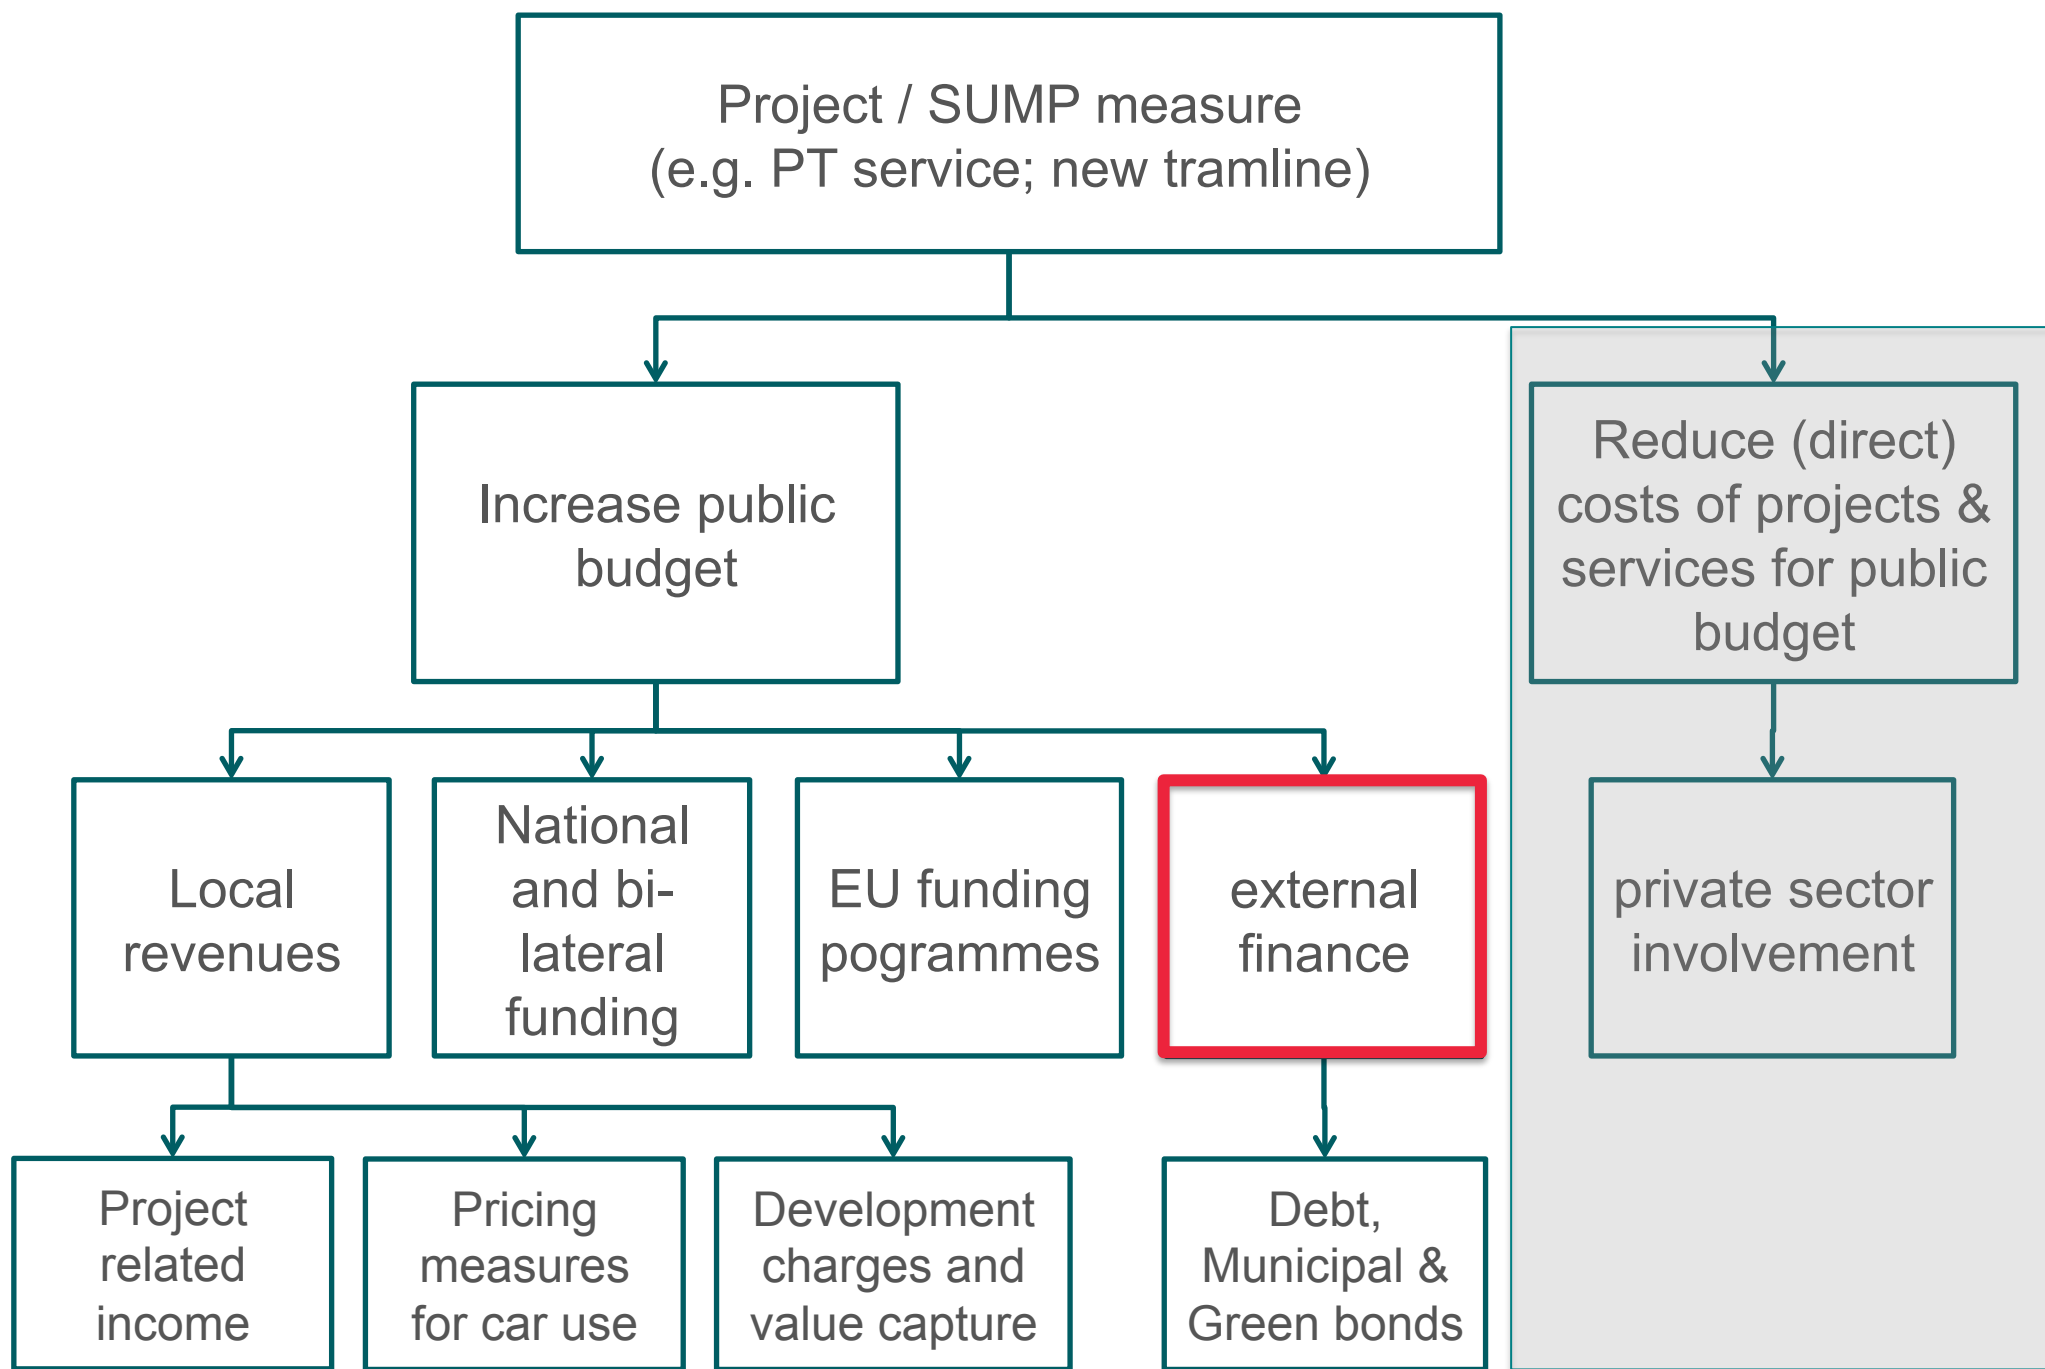 Project / SUMP measure
(e.g. PT service; new tramline)
Increase public
budget
Reduce (direct)
costs of projects &
services for public
budget
Local
revenues
National
and bi-
lateral
funding
EU funding
pogrammes
external
finance
private sector
involvement
Project
related
income
Pricing
measures
for car use
Development
charges and
value capture
Debt,
Municipal &
Green bonds